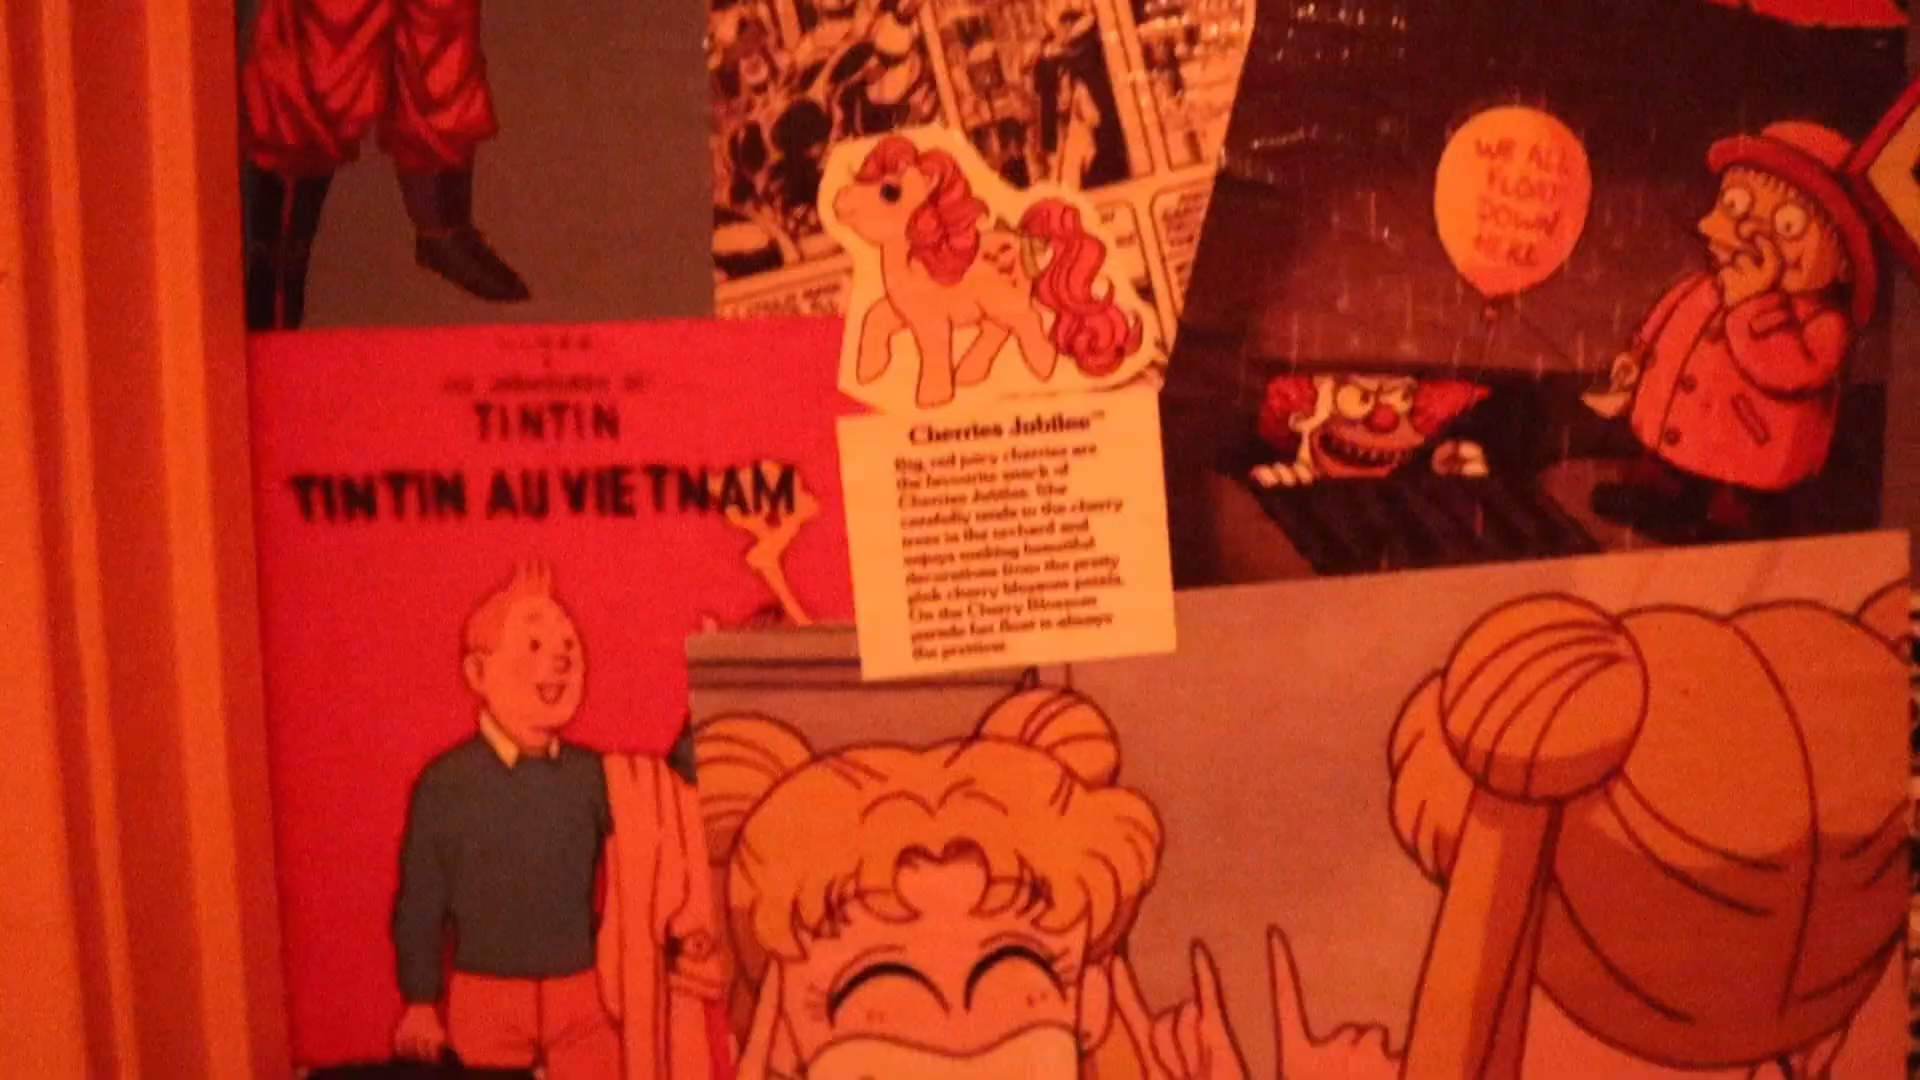 TINTIN
TINTIN AU VIETNAM
Cherries Jubilee™
Big, red juicy cherries are
the favourite snack of
Cherries Jubilee. She
carefully tends to the cherry
trees in the orchard and
enjoys making beautiful
decorations from the pretty
pink cherry blossom petals.
On the Cherry Blossom
parade her float is always
the prettiest.
WE ALL
FLOAT
DOWN
HERE